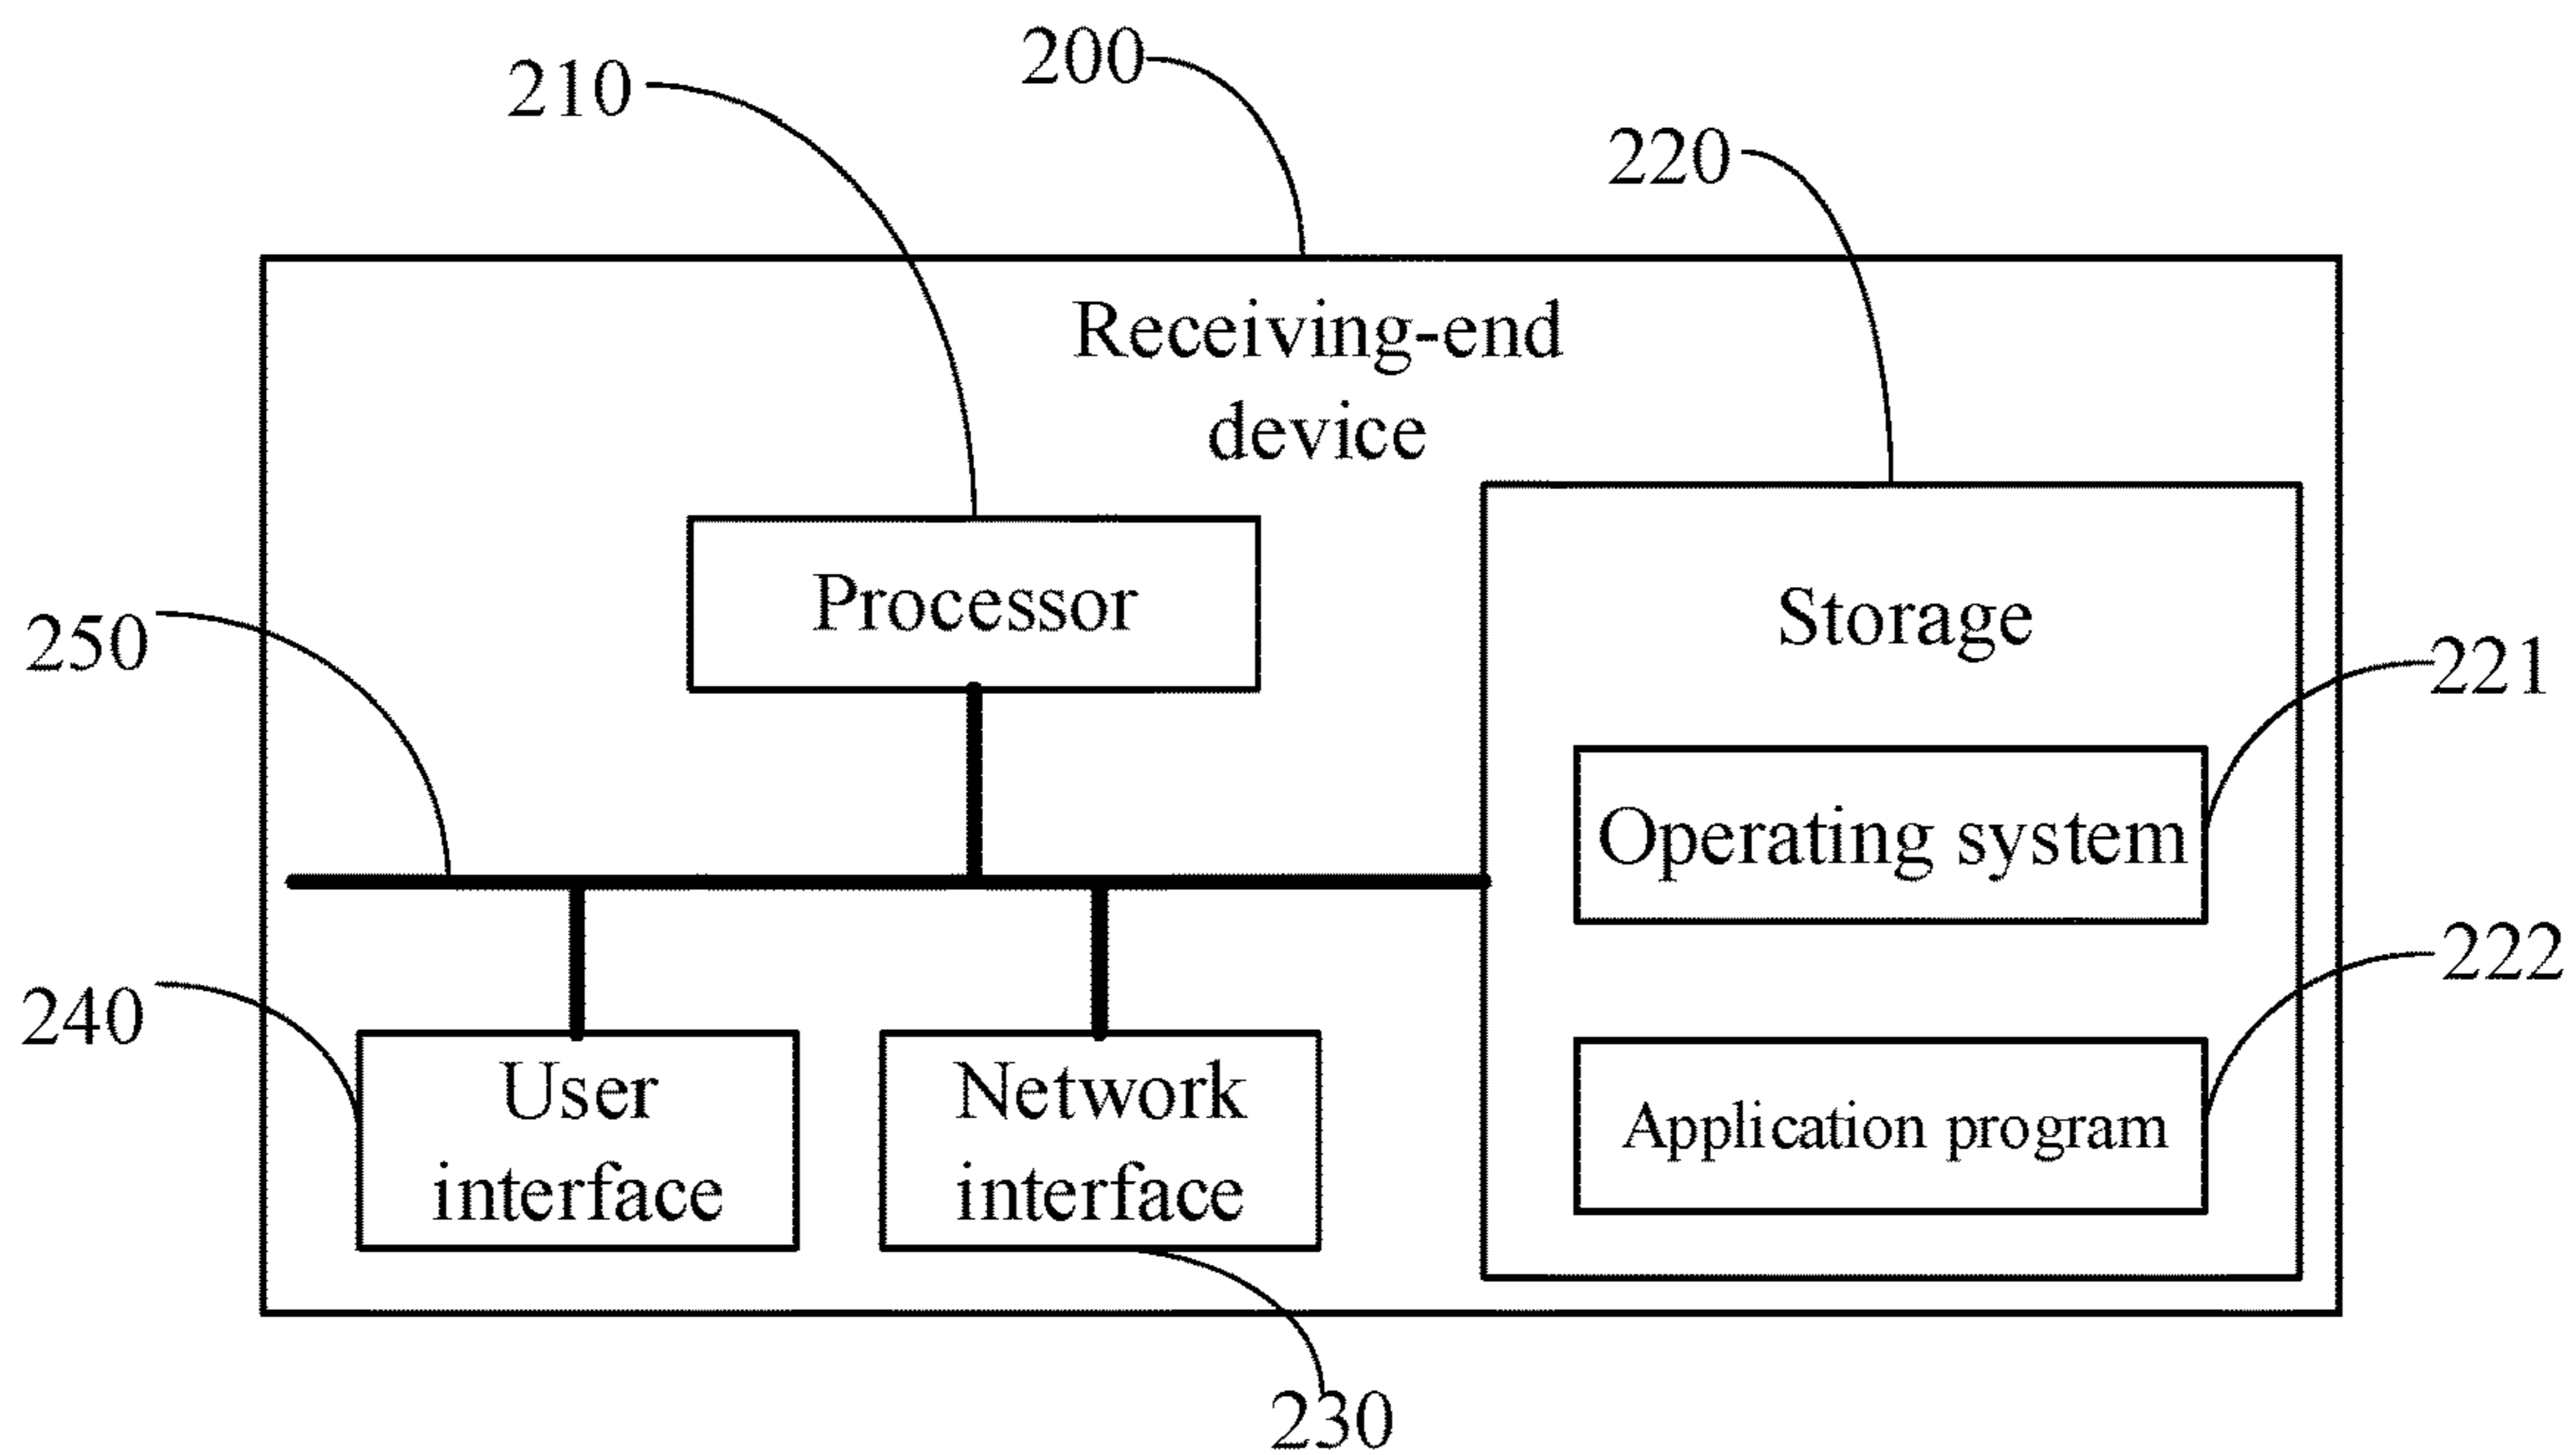 200
210
220
Receiving-end
device
Processor
Storage
250
221
Operating system
222
240
User
interface
Network
interface
Application program
230